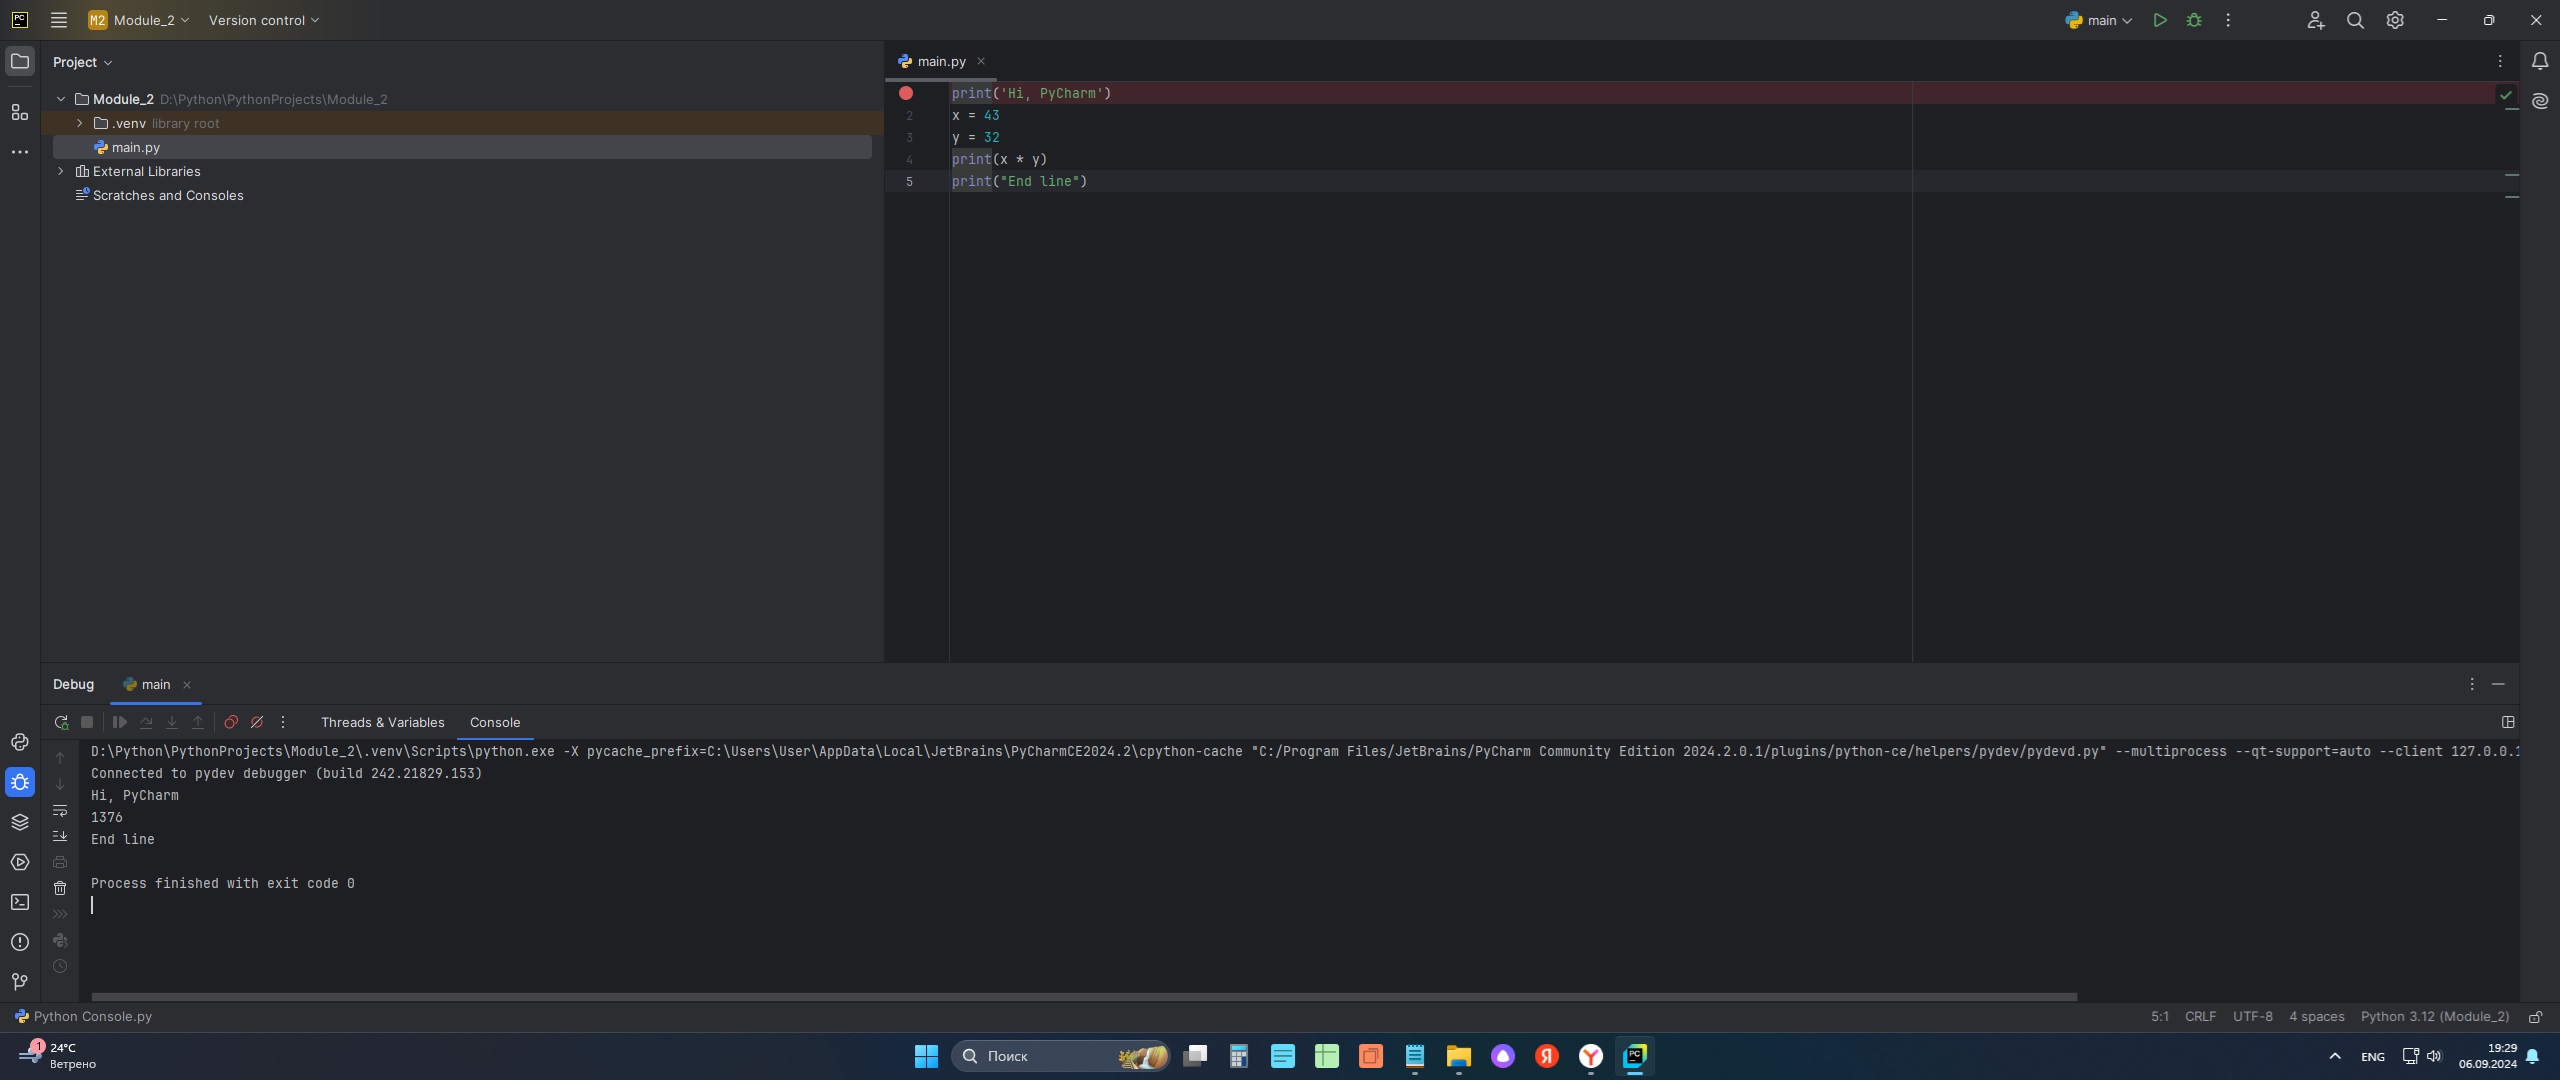 PC
M2 Module_2
Version control
main
Project
Module_2 D:\Python\PythonProjects\Module_2
.venv library root
main.py
External Libraries
Scratches and Consoles
main.py
print('Hi, PyCharm')
2 x = 43
3 y = 32
4 print(x * y)
5 print("End line")
Debug
main
Threads & Variables
Console
D:\Python\PythonProjects\Module_2\.venv\Scripts\python.exe -X pycache_prefix=C:\Users\User\AppData\Local\JetBrains\PyCharmCE2024.2\cpython-cache "C:/Program Files/JetBrains/PyCharm Community Edition 2024.2.0.1/plugins/python-ce/helpers/pydev/pydevd.py" --multiprocess --qt-support=auto --client 127.0.0.1
Connected to pydev debugger (build 242.21829.153)
Hi, PyCharm
1376
End line
Process finished with exit code 0
Python Console.py
5:1 CRLF UTF-8 4 spaces Python 3.12 (Module_2)
1
24°C
Ветрено
Поиск
Я
Y
PC
ENG
19:29
06.09.2024